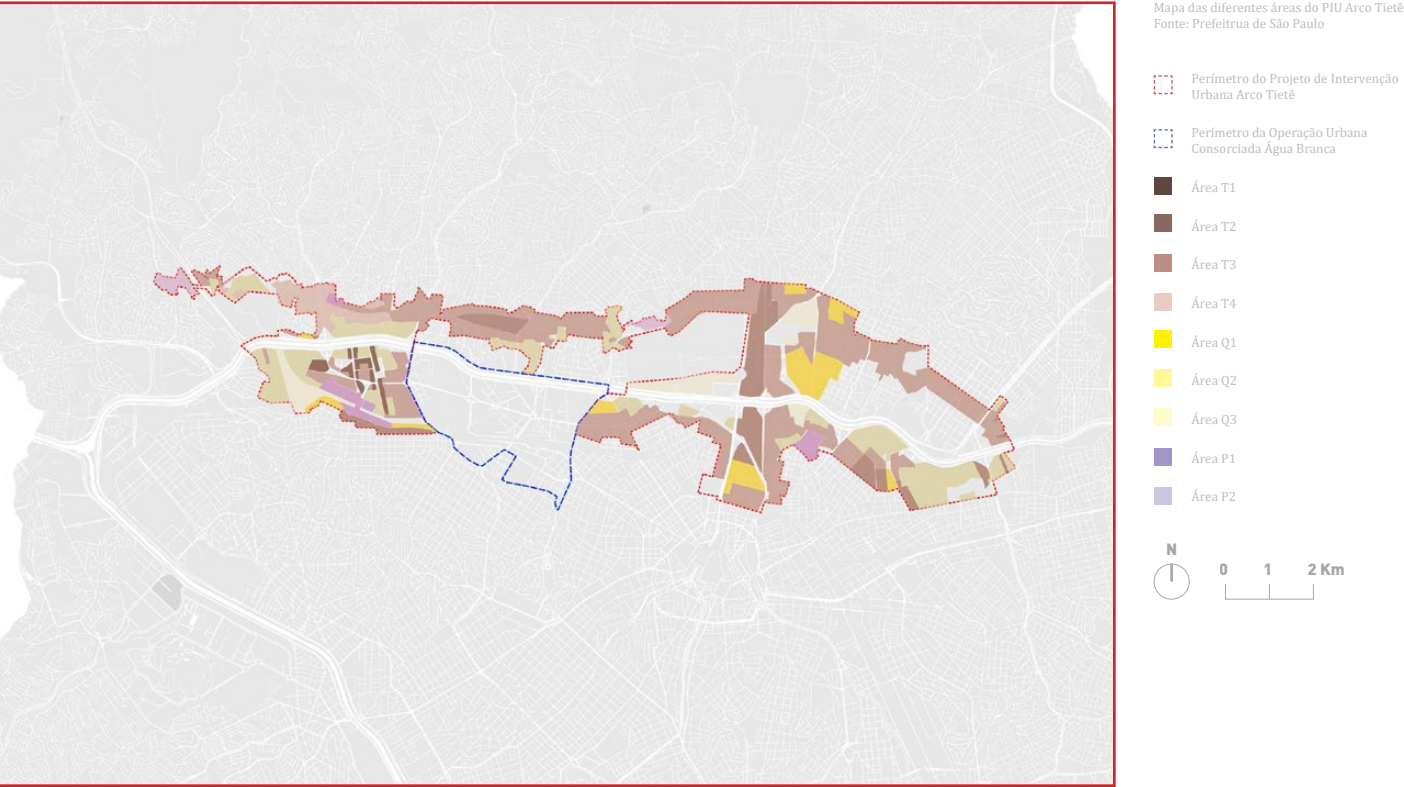 Mapa das diferentes áreas do PIU Arco Tietê
Fonte: Prefeitrua de São Paulo
Perímetro do Projeto de Intervenção
Urbana Arco Tietê
Perímetro da Operação Urbana
Consorciada Água Branca
Área T1
Área T2
Área T3
Área T4
Área Q1
Área Q2
Área Q3
Área P1
Área P2
N
0 1 2 Km